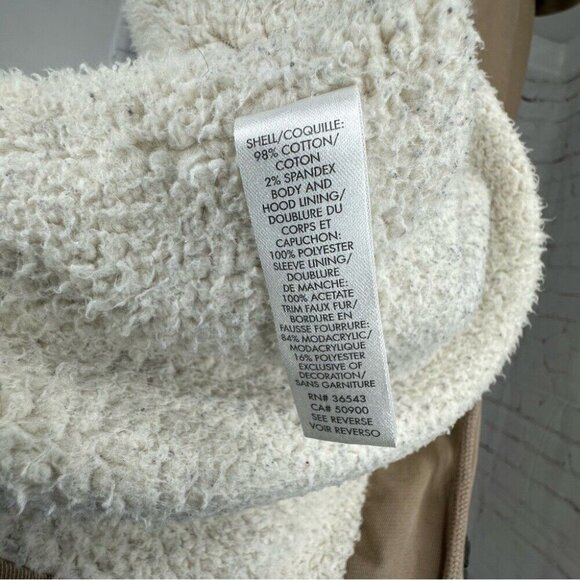 SHELL/COQUILLE:
98% COTTON/
COTON
2% SPANDEX
BODY AND
HOOD LINING/
DOUBLURE DU
CORPS ET
CAPUCHON:
100% POLYESTER
SLEEVE LINING/
DOUBLURE
DE MANCHE:
100% ACETATE
TRIM FAUX FUR/
BORDURE EN
FAUSSE FOURRURE:
84% MODACRYLIC/
MODACRYLIQUE
16% POLYESTER
EXCLUSIVE OF
DECORATION/
SANS GARNITURE
RN# 36543
CA# 50900
SEE REVERSE
VOIR REVERSO